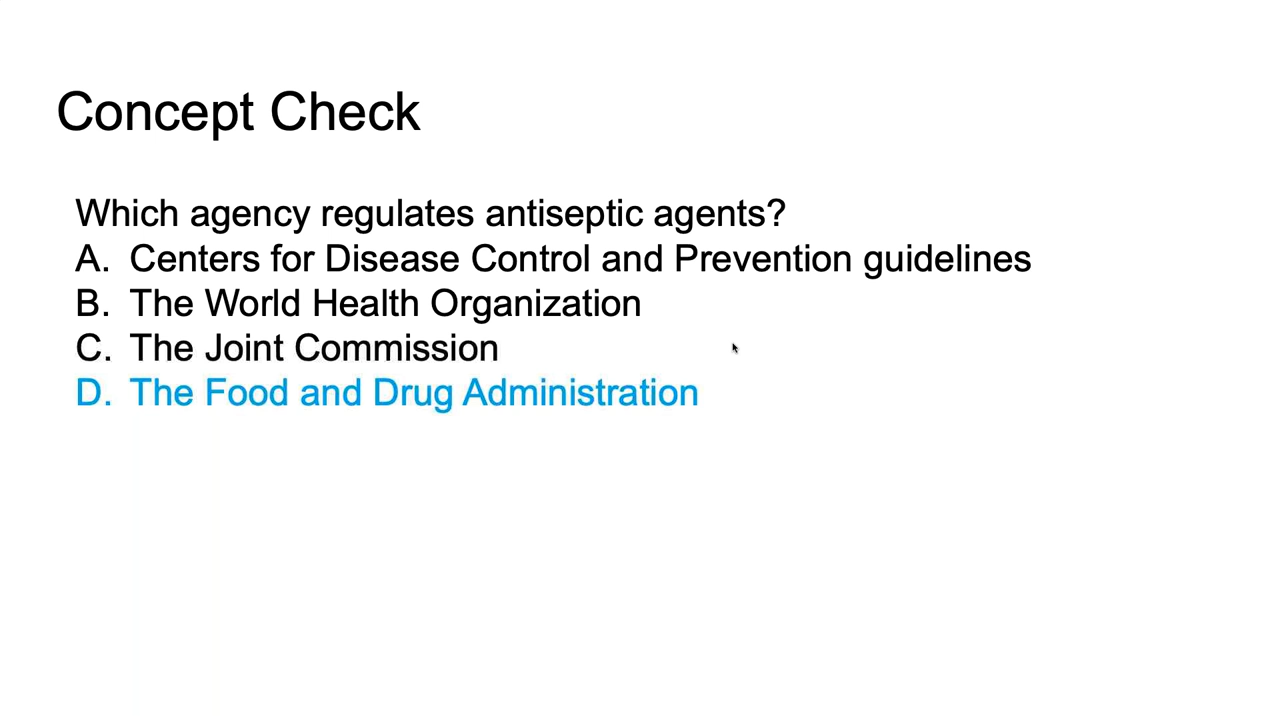 Concept Check
Which agency regulates antiseptic agents?
A. Centers for Disease Control and Prevention guidelines
B. The World Health Organization
C. The Joint Commission
D. The Food and Drug Administration